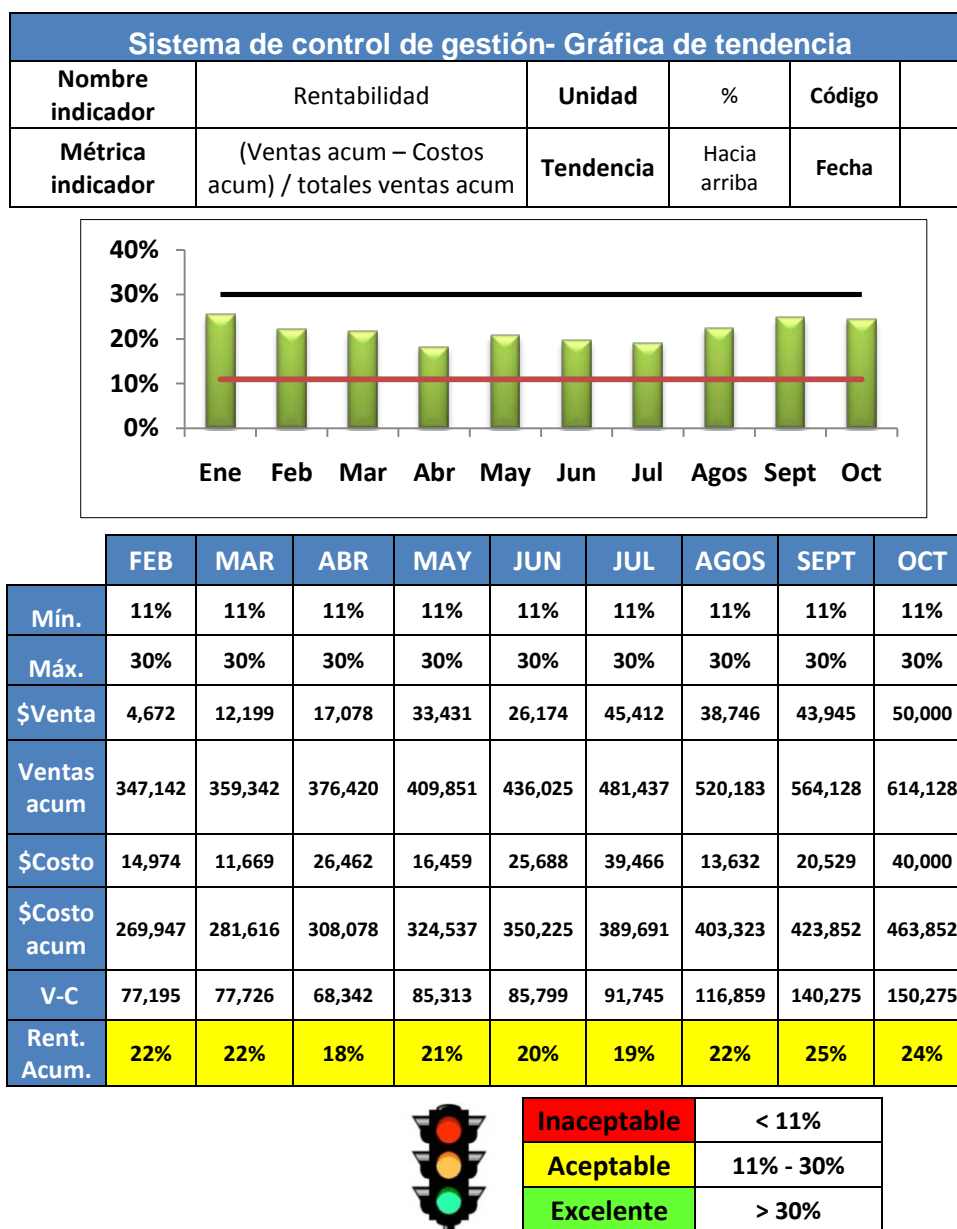 Sistema de control de gestión- Gráfica de tendencia
Nombre indicador Rentabilidad Unidad % Código
Métrica indicador (Ventas acum – Costos acum) / totales ventas acum Tendencia Hacia arriba Fecha
40%
30%
20%
10%
0%
Ene Feb Mar Abr May Jun Jul Agos Sept Oct
FEB MAR ABR MAY JUN JUL AGOS SEPT OCT
Mín. 11% 11% 11% 11% 11% 11% 11% 11% 11%
Máx. 30% 30% 30% 30% 30% 30% 30% 30% 30%
$Venta 4,672 12,199 17,078 33,431 26,174 45,412 38,746 43,945 50,000
Ventas acum 347,142 359,342 376,420 409,851 436,025 481,437 520,183 564,128 614,128
$Costo 14,974 11,669 26,462 16,459 25,688 39,466 13,632 20,529 40,000
$Costo acum 269,947 281,616 308,078 324,537 350,225 389,691 403,323 423,852 463,852
V-C 77,195 77,726 68,342 85,313 85,799 91,745 116,859 140,275 150,275
Rent. Acum. 22% 22% 18% 21% 20% 19% 22% 25% 24%
Inaceptable < 11%
Aceptable 11% - 30%
Excelente > 30%